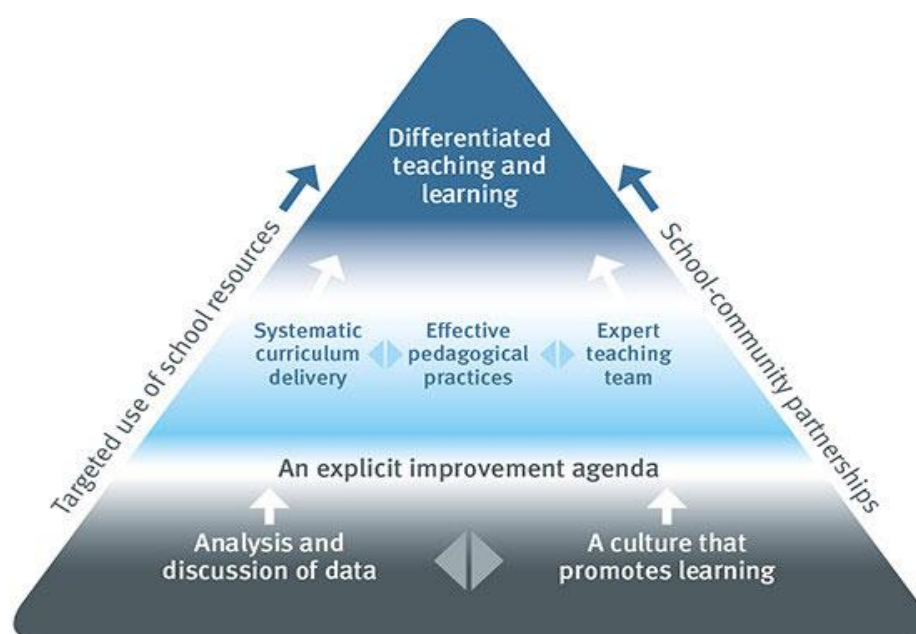 Differentiated
teaching and
learning
Targeted use of school resources
School-community partnerships
Systematic
curriculum
delivery
Effective
pedagogical
practices
Expert
teaching
team
An explicit improvement agenda
Analysis and
discussion of data
A culture that
promotes learning